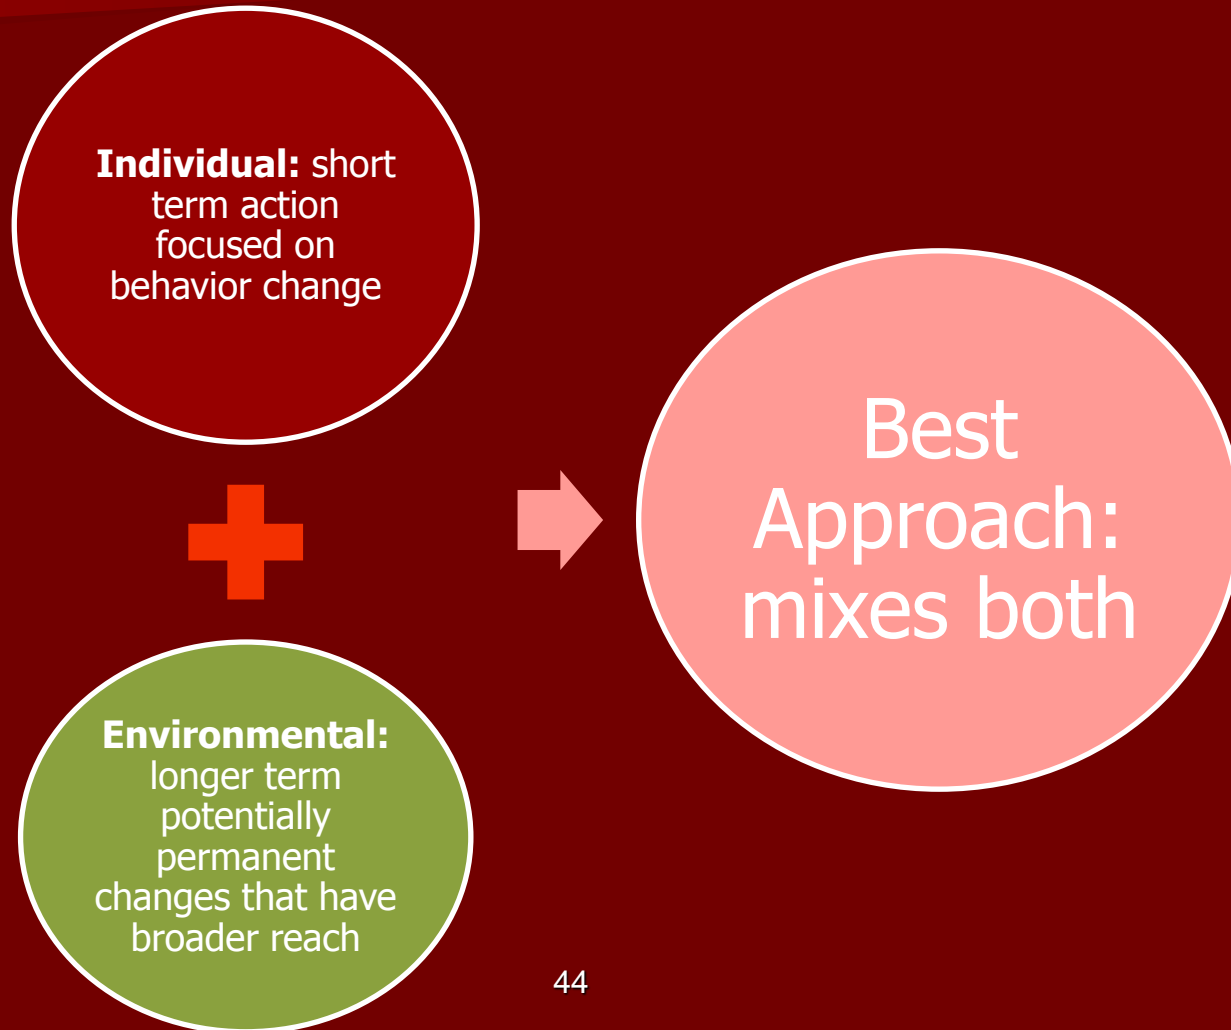 Individual: short
term action
focused on
behavior change
Environmental:
longer term
potentially
permanent
changes that have
broader reach
Best
Approach:
mixes both
44